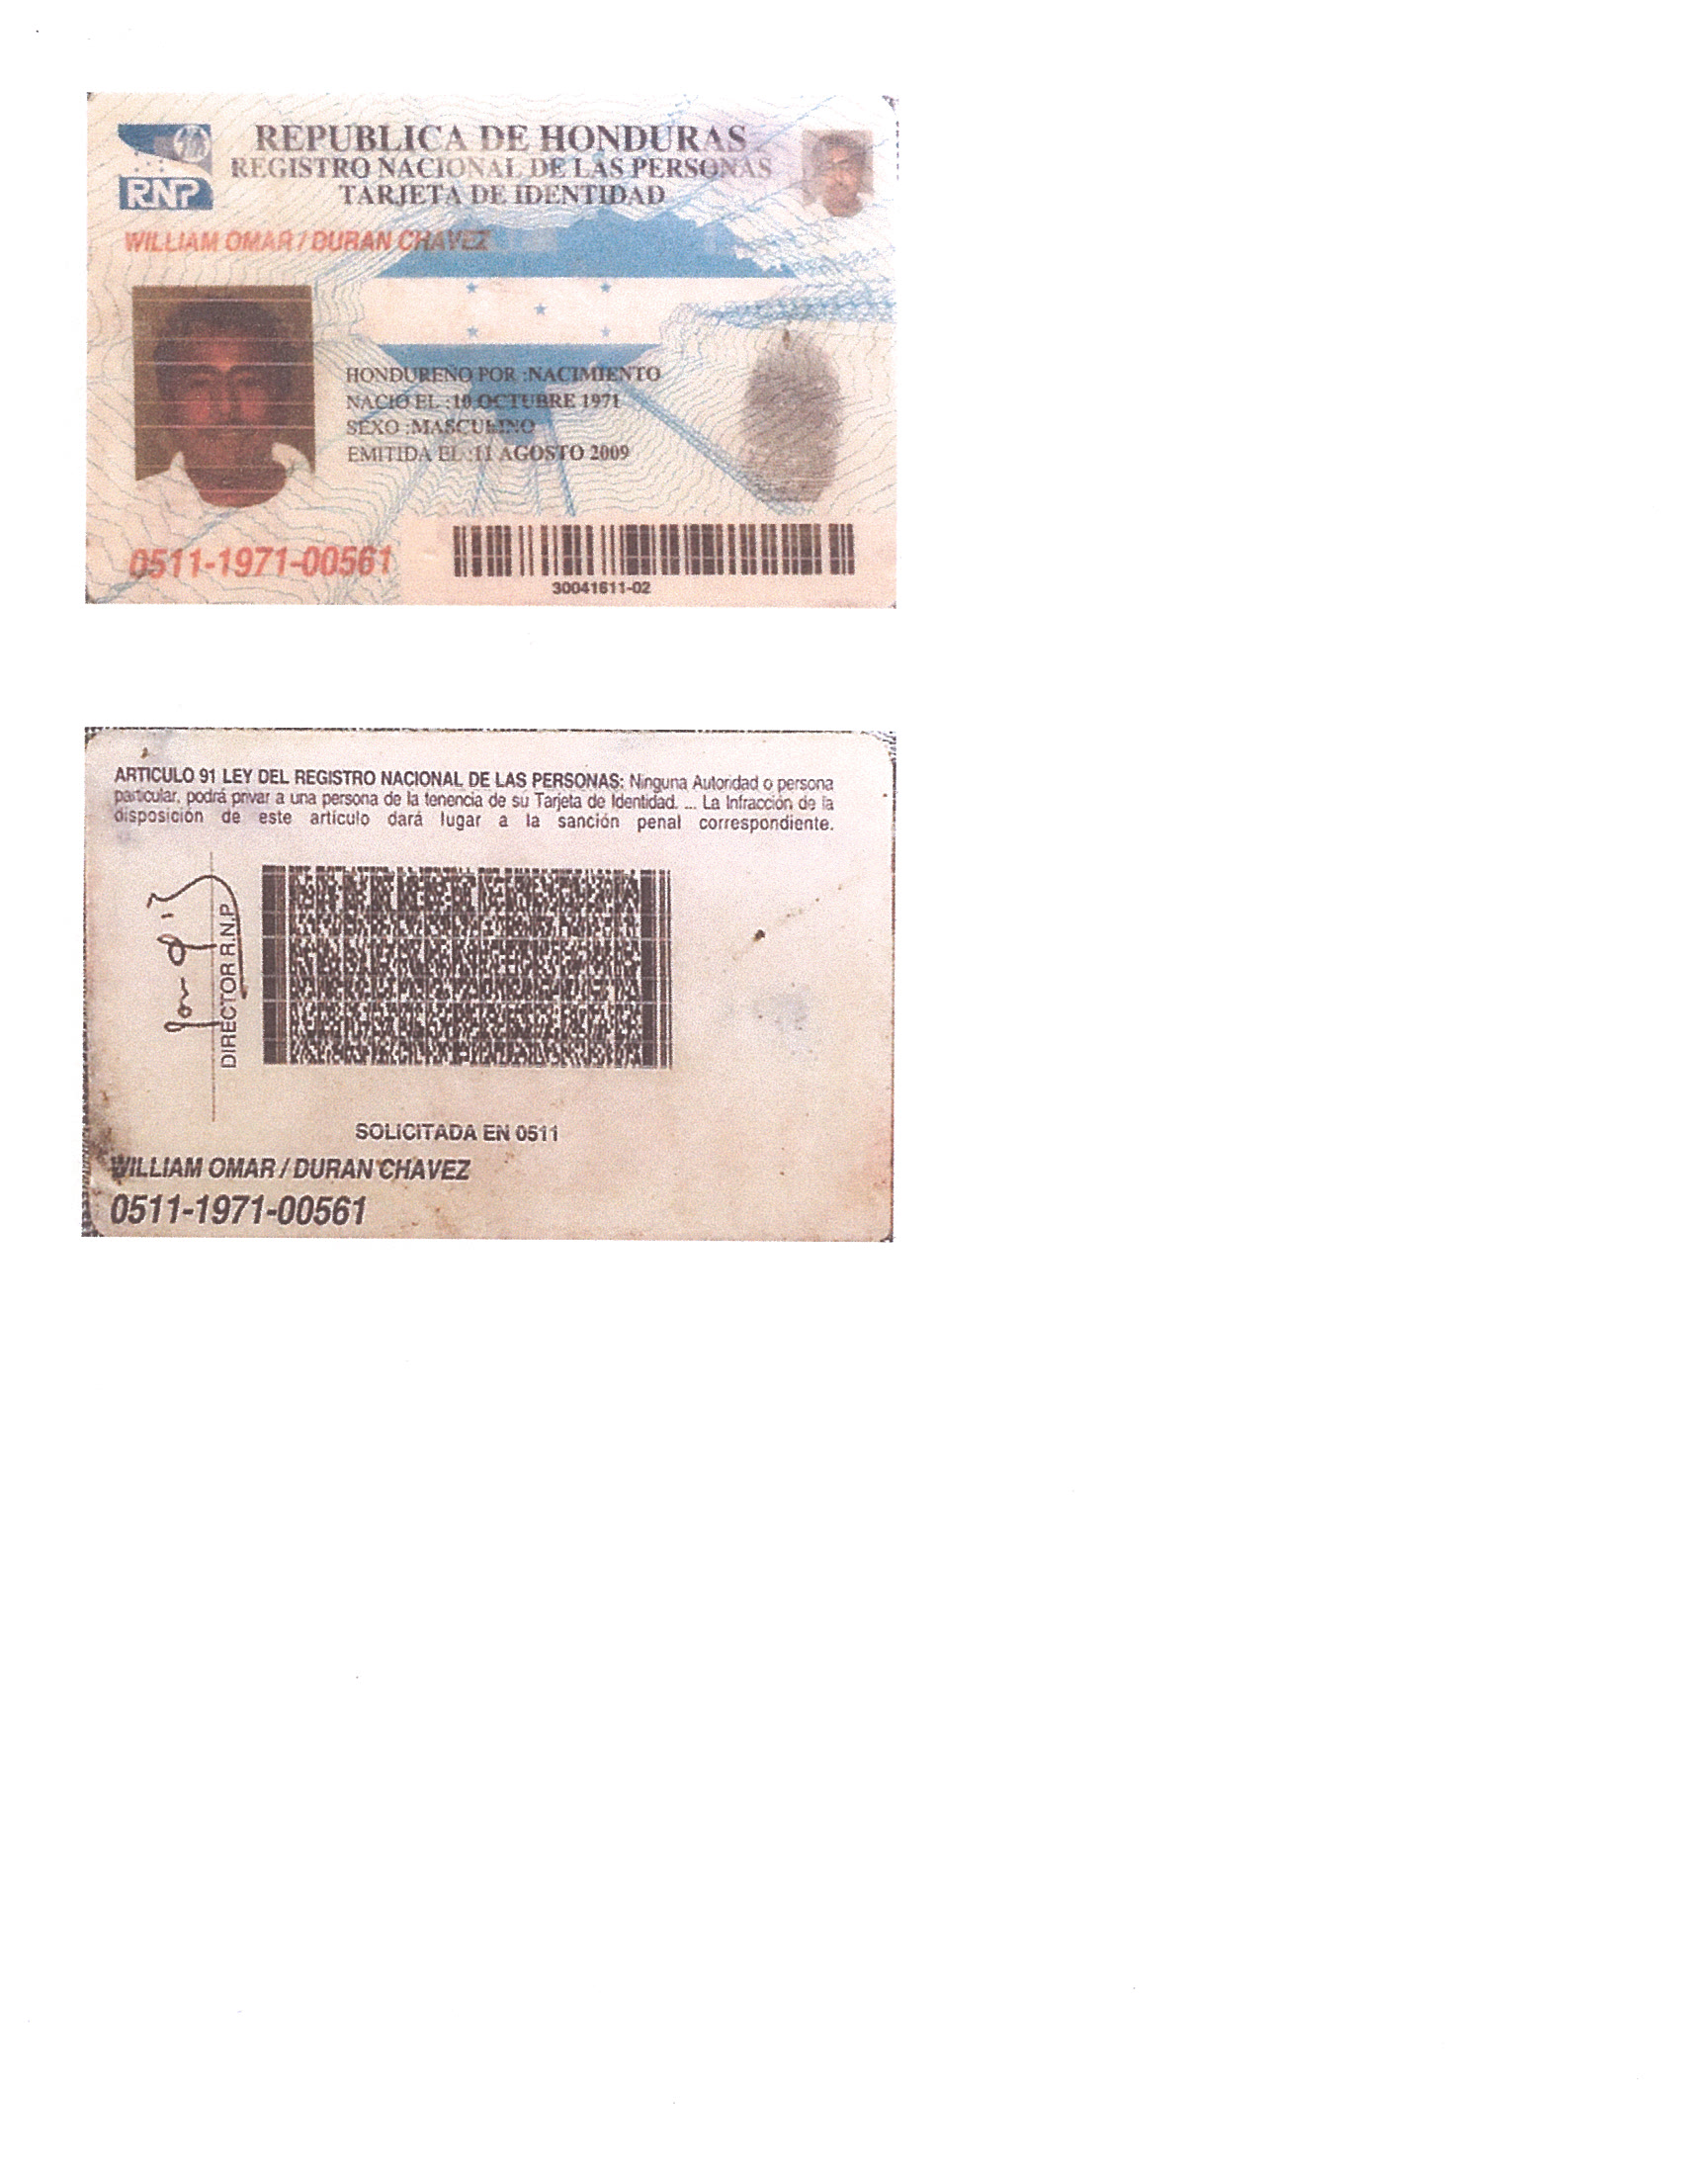 REPUBLICA DE HONDURAS
REGISTRO NACIONAL DE LAS PERSONAS
TARJETA DE IDENTIDAD
RNP
WILLIAM OMAR / DURAN CHAVEZ
HONDUREÑO POR :NACIMIENTO
NACIO EL :10 OCTUBRE 1971
SEXO :MASCULINO
EMITIDA EL :11 AGOSTO 2009
0511-1971-00561
30041611-02
ARTICULO 91 LEY DEL REGISTRO NACIONAL DE LAS PERSONAS: Ninguna Autoridad o persona
particular, podrá privar a una persona de la tenencia de su Tarjeta de Identidad. ... La Infracción de la
disposición de este artículo dará lugar a la sanción penal correspondiente.
DIRECTOR R.N.P.
SOLICITADA EN 0511
WILLIAM OMAR / DURAN CHAVEZ
0511-1971-00561